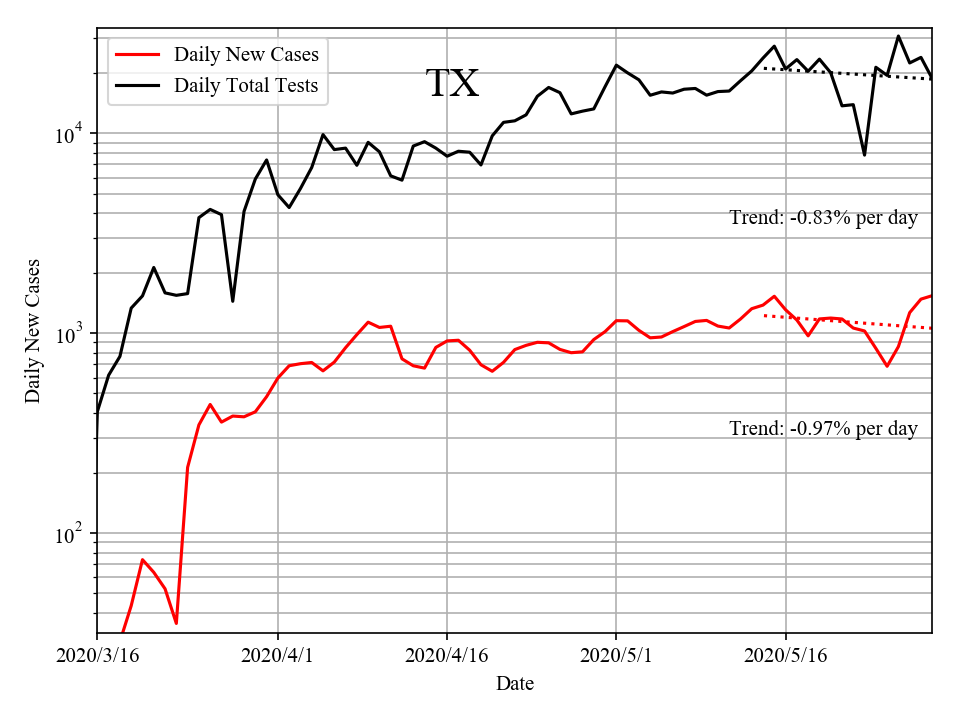 Daily New Cases
Daily Total Tests
TX
10^4
Trend: -0.83% per day
Daily New Cases
10^3
Trend: -0.97% per day
10^2
2020/3/16 2020/4/1 2020/4/16 2020/5/1 2020/5/16
Date